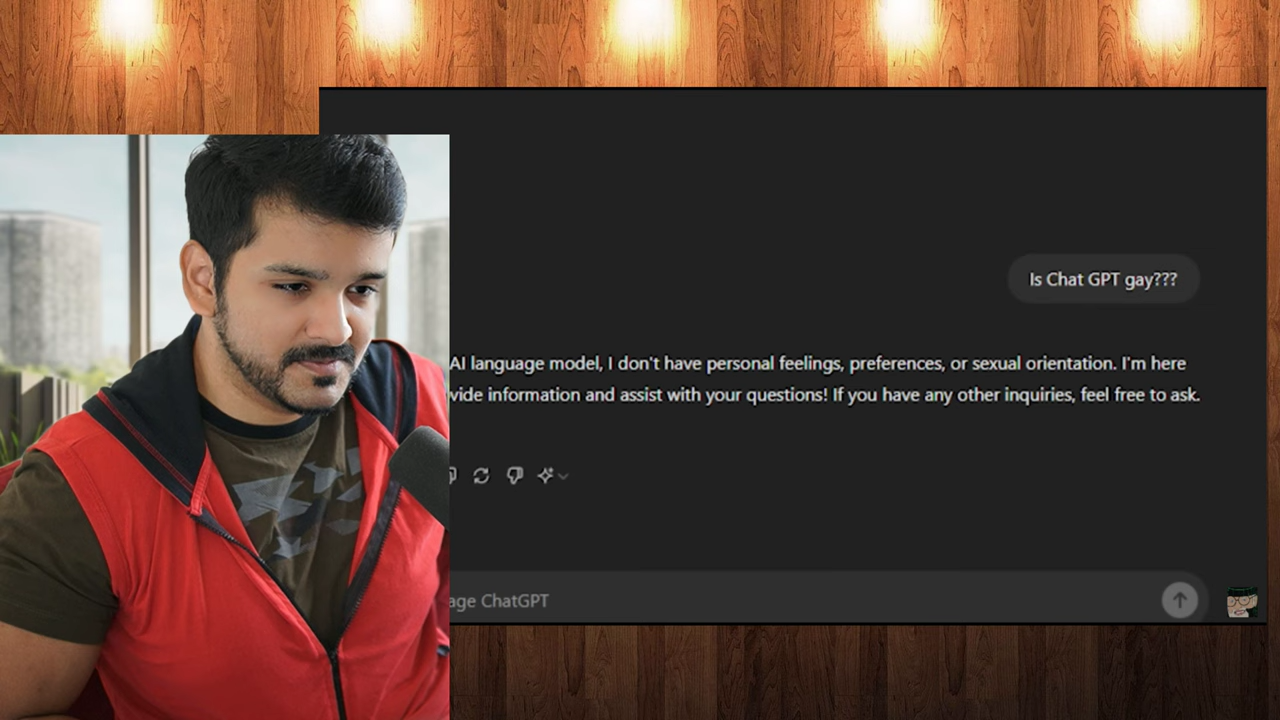 Is Chat GPT gay???
AI language model, I don't have personal feelings, preferences, or sexual orientation. I'm here
vide information and assist with your questions! If you have any other inquiries, feel free to ask.
age ChatGPT